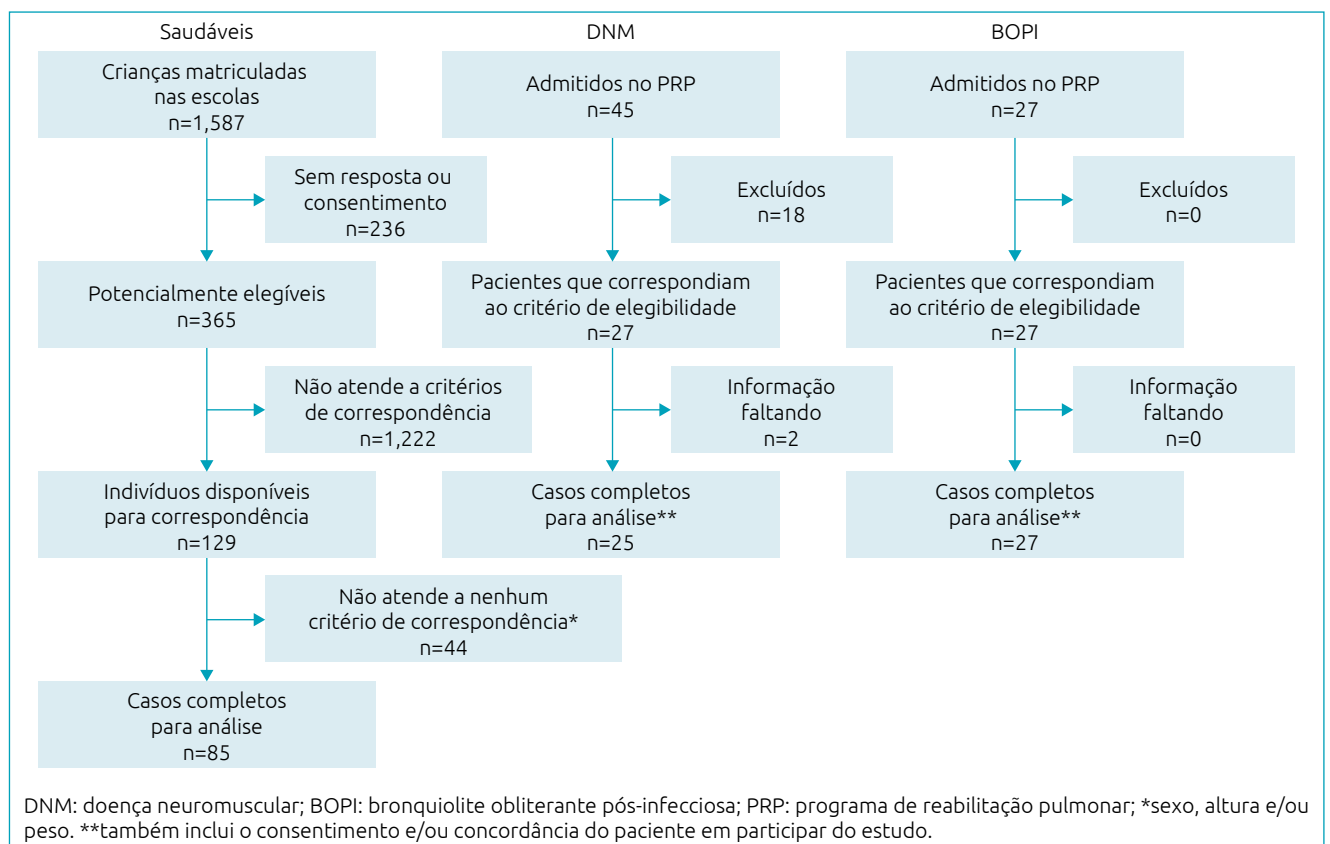 Saudáveis
Crianças matriculadas
nas escolas
n=1,587
Sem resposta ou
consentimento
n=236
Potencialmente elegíveis
n=365
Não atende a critérios
de correspondência
n=1,222
Indivíduos disponíveis
para correspondência
n=129
Não atende a nenhum
critério de correspondência*
n=44
Casos completos
para análise
n=85
DNM
Admitidos no PRP
n=45
Excluídos
n=18
Pacientes que correspondiam
ao critério de elegibilidade
n=27
Informação
faltando
n=2
Casos completos
para análise**
n=25
BOPI
Admitidos no PRP
n=27
Excluídos
n=0
Pacientes que correspondiam
ao critério de elegibilidade
n=27
Informação
faltando
n=0
Casos completos
para análise**
n=27
DNM: doença neuromuscular; BOPI: bronquiolite obliterante pós-infecciosa; PRP: programa de reabilitação pulmonar; *sexo, altura e/ou
peso. **também inclui o consentimento e/ou concordância do paciente em participar do estudo.